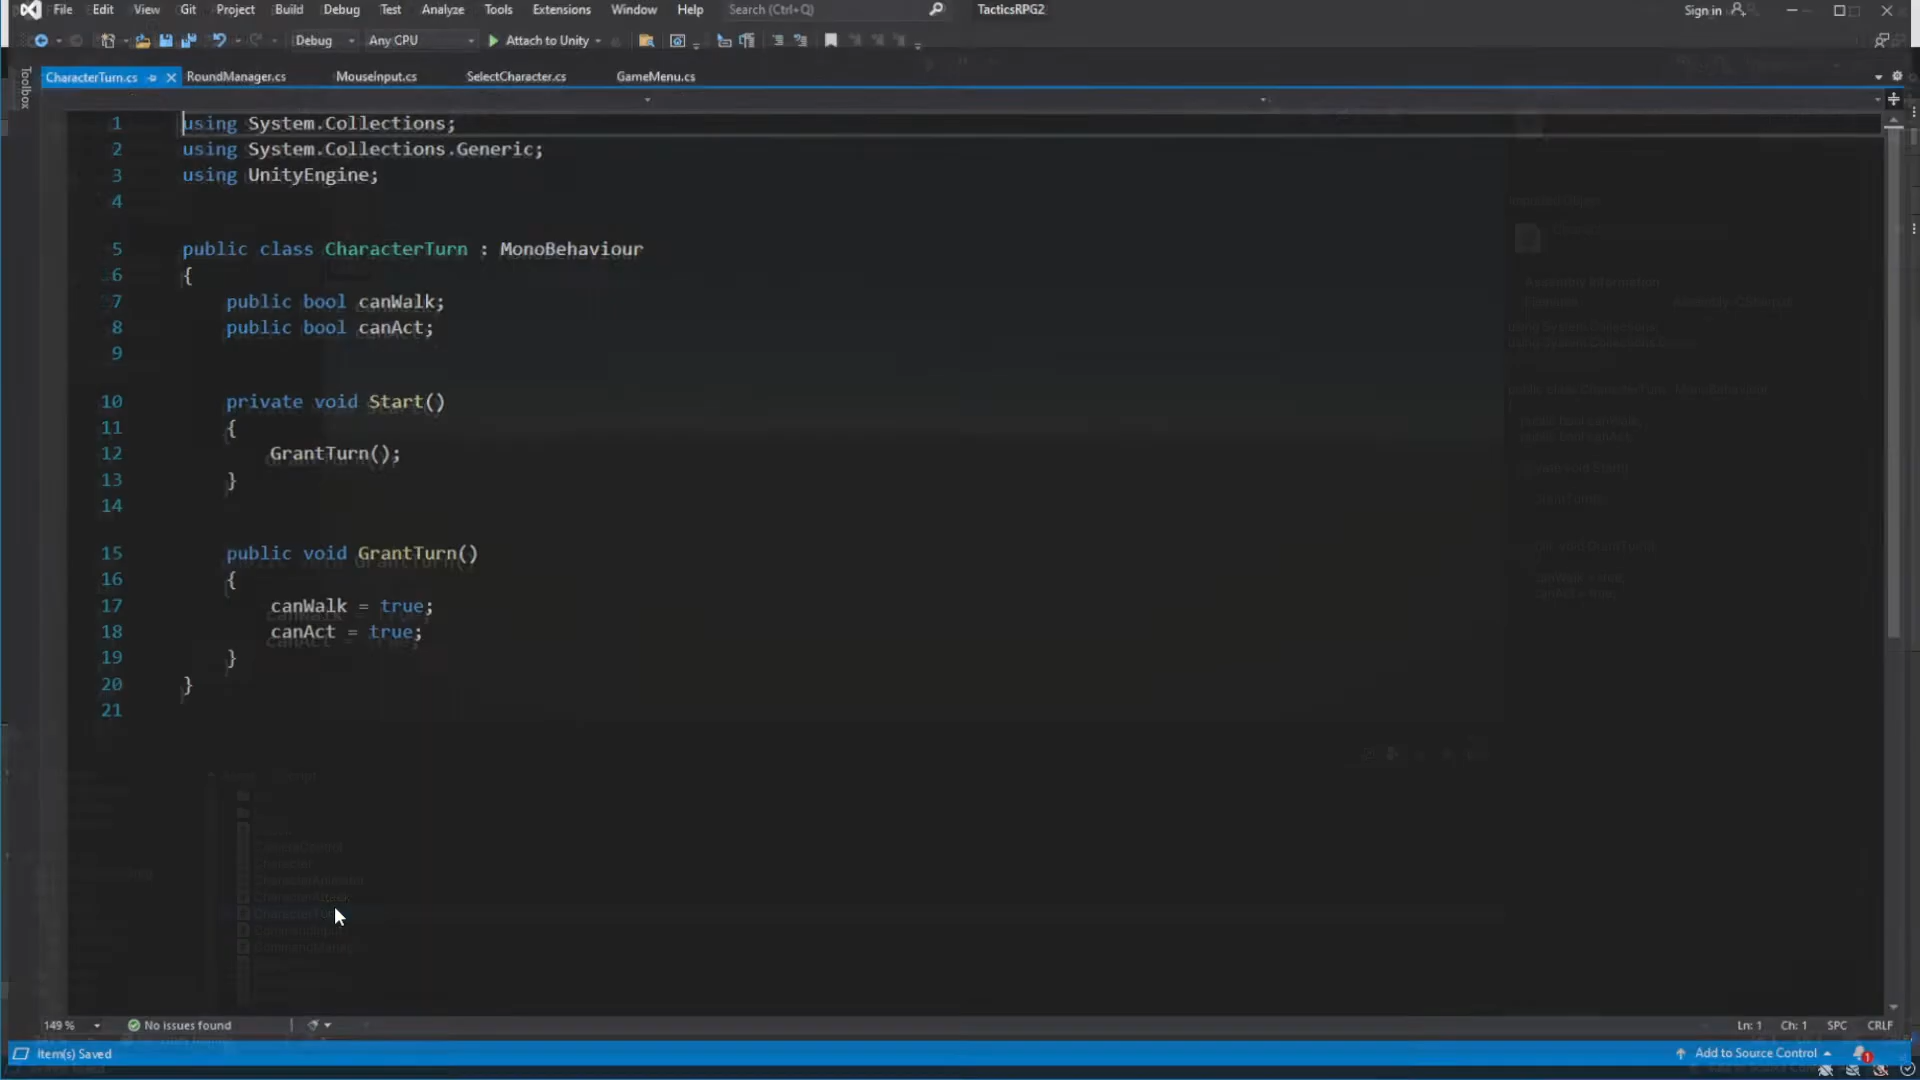 File Edit View Git Project Build Debug Test Analyze Tools Extensions Window Help Search (Ctrl+Q) TacticsRPG2 Sign in
Debug Any CPU Attach to Unity
Toolbox
CharacterTurn.cs RoundManager.cs MouseInput.cs SelectCharacter.cs GameMenu.cs
1 using System.Collections;
2 using System.Collections.Generic;
3 using UnityEngine;
4
5 public class CharacterTurn : MonoBehaviour
6 {
7 public bool canWalk;
8 public bool canAct;
9
10 private void Start()
11 {
12 GrantTurn();
13 }
14
15 public void GrantTurn()
16 {
17 canWalk = true;
18 canAct = true;
19 }
20 }
21
149 % No issues found Ln: 1 Ch: 1 SPC CRLF
Item(s) Saved Add to Source Control 1